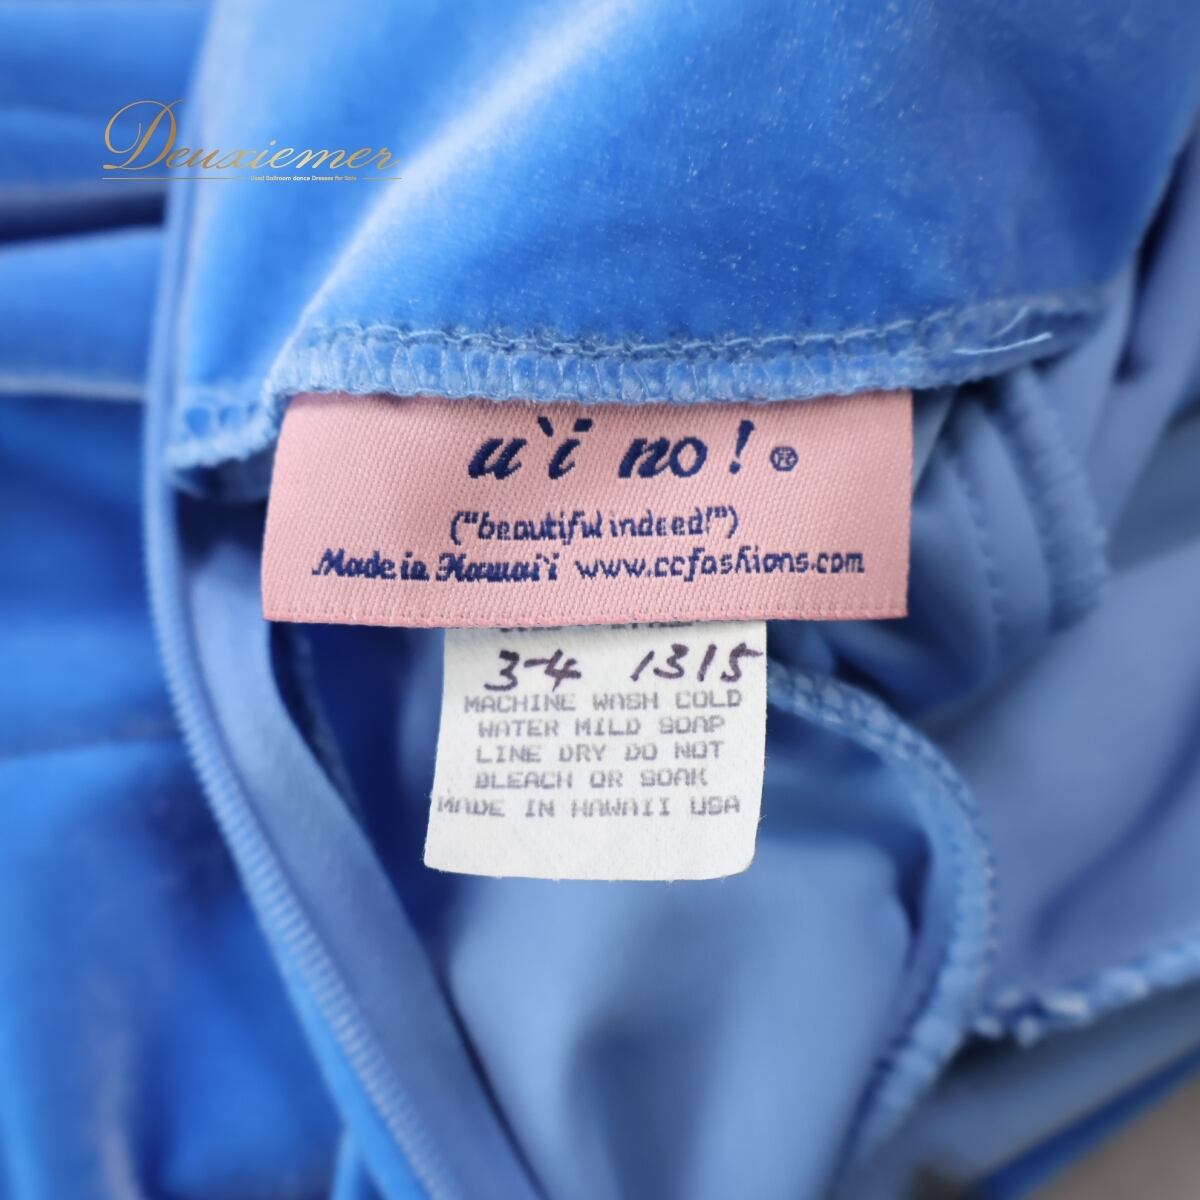 Deuxiemer
Used Ballroom dance Dresses for Sale
u`i no! ®
("beautiful indeed!")
Made in Hawai`i www.ccfashions.com
3-4 1315
MACHINE WASH COLD
WATER MILD SOAP
LINE DRY DO NOT
BLEACH OR SOAK
MADE IN HAWAII USA